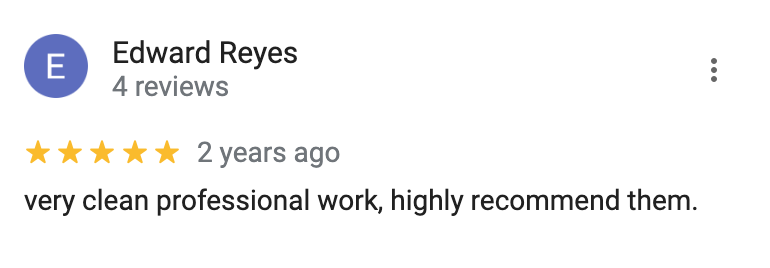 E
Edward Reyes
4 reviews
2 years ago
very clean professional work, highly recommend them.